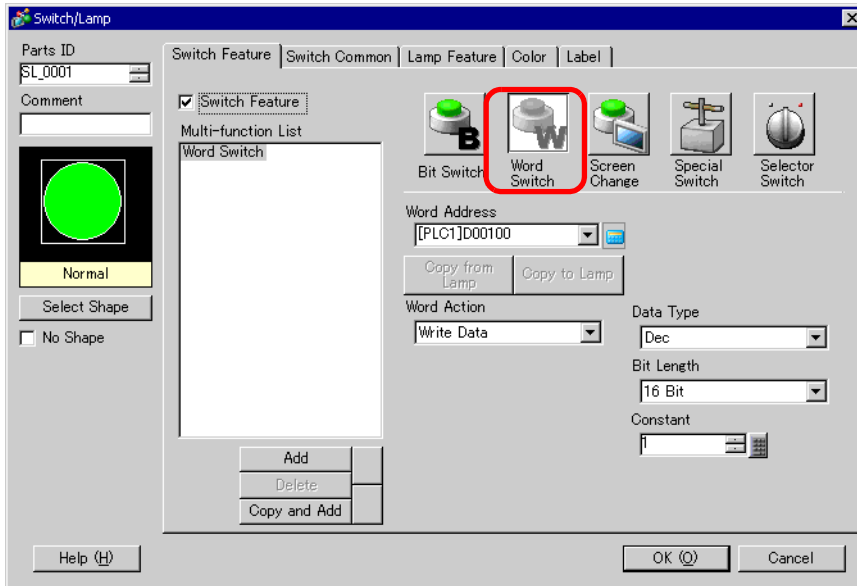 Switch/Lamp
Parts ID
SL_0001
Comment
Normal
Select Shape
No Shape
Switch Feature
Switch Common
Lamp Feature
Color
Label
Switch Feature
Multi-function List
Word Switch
Add
Delete
Copy and Add
B
Bit Switch
W
Word
Switch
Screen
Change
Special
Switch
Selector
Switch
Word Address
[PLC1]D00100
Copy from
Lamp
Copy to Lamp
Word Action
Write Data
Data Type
Dec
Bit Length
16 Bit
Constant
1
Help (H)
OK (O)
Cancel